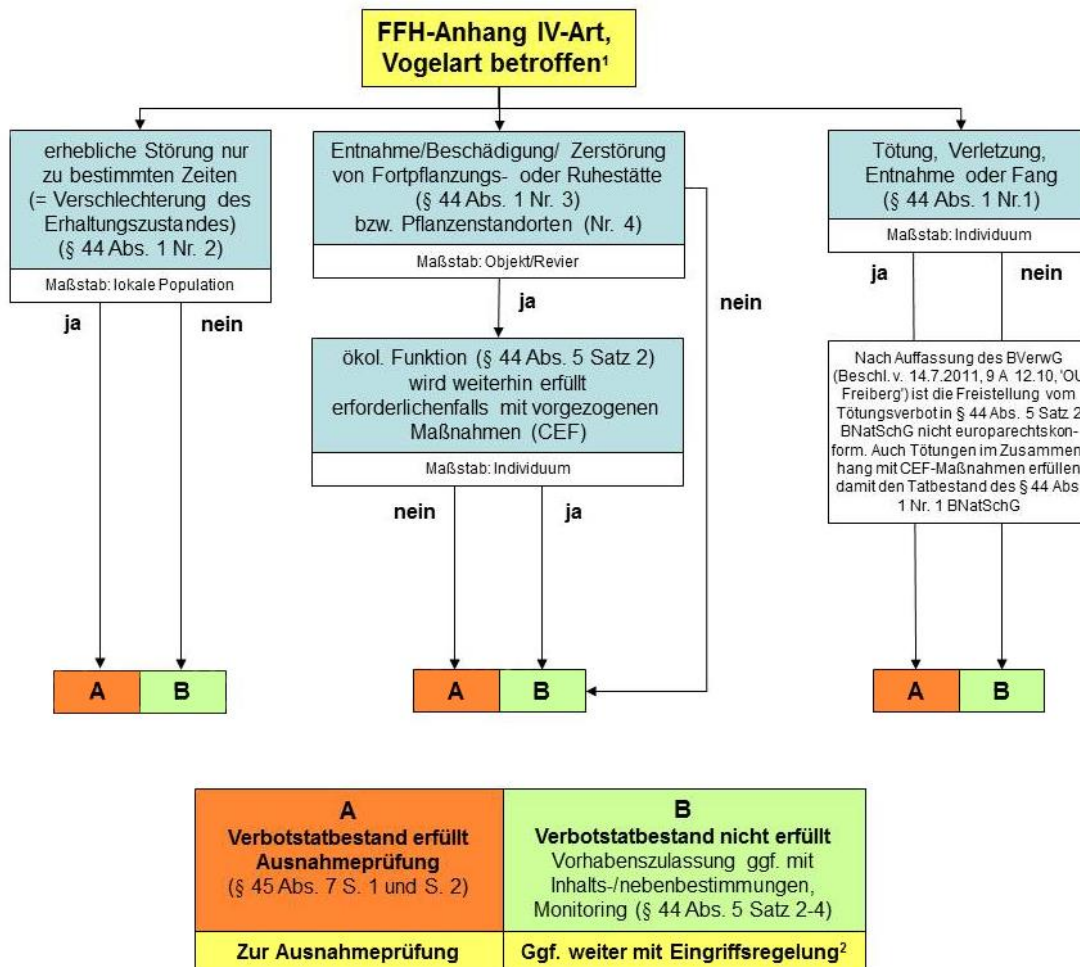 FFH-Anhang IV-Art,
Vogelart betroffen¹
erhebliche Störung nur
zu bestimmten Zeiten
(= Verschlechterung des
Erhaltungszustandes)
(§ 44 Abs. 1 Nr. 2)
Maßstab: lokale Population
ja
nein
Entnahme/Beschädigung/ Zerstörung
von Fortpflanzungs- oder Ruhestätte
(§ 44 Abs. 1 Nr. 3)
bzw. Pflanzenstandorten (Nr. 4)
Maßstab: Objekt/Revier
ja
nein
ökol. Funktion (§ 44 Abs. 5 Satz 2)
wird weiterhin erfüllt
erforderlichenfalls mit vorgezogenen
Maßnahmen (CEF)
Maßstab: Individuum
nein
ja
Tötung, Verletzung,
Entnahme oder Fang
(§ 44 Abs. 1 Nr.1)
Maßstab: Individuum
ja
nein
Nach Auffassung des BVerwG
(Beschl. v. 14.7.2011, 9 A 12.10, 'OU
Freiberg') ist die Freistellung vom
Tötungsverbot in § 44 Abs. 5 Satz 2
BNatSchG nicht europarechtskon-
form. Auch Tötungen im Zusammen
hang mit CEF-Maßnahmen erfüllen
damit den Tatbestand des § 44 Abs
1 Nr. 1 BNatSchG
A
B
A
B
A
B
A
Verbotstatbestand erfüllt
Ausnahmeprüfung
(§ 45 Abs. 7 S. 1 und S. 2)
B
Verbotstatbestand nicht erfüllt
Vorhabenszulassung ggf. mit
Inhalts-/nebenbestimmungen,
Monitoring (§ 44 Abs. 5 Satz 2-4)
Zur Ausnahmeprüfung
Ggf. weiter mit Eingriffsregelung²